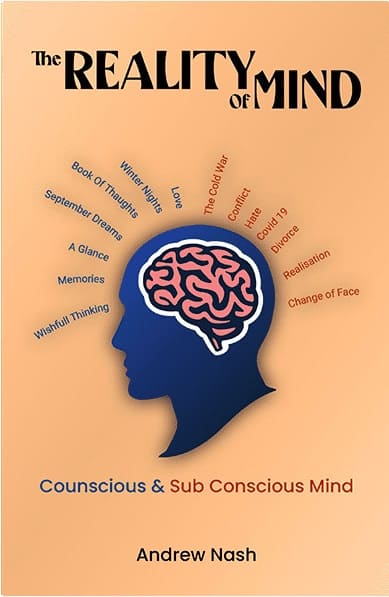 The REALITY
Of MIND
Wishfull Thinking
Memories
A Glance
September Dreams
Book Of Thaughts
Winter Nights
Love
The Cold War
Conflict
Hate
Covid 19
Divorce
Realisation
Change of Face
Counscious & Sub Conscious Mind
Andrew Nash